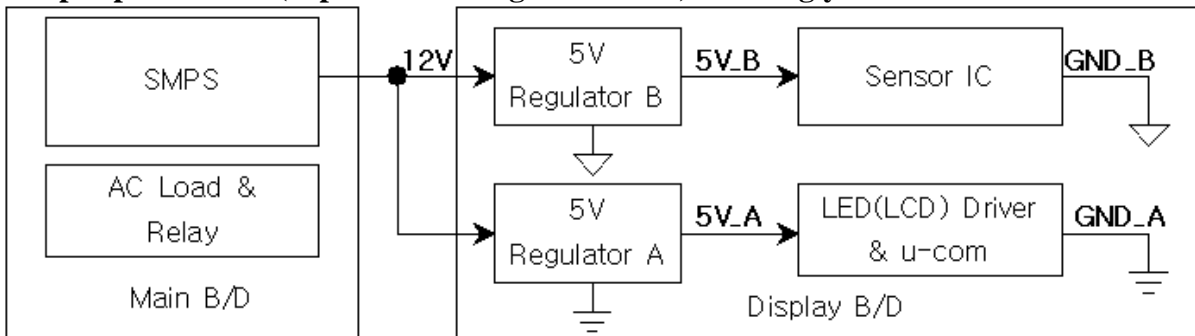 SMPS
AC Load &
Relay
Main B/D
12V
5V
Regulator B
5V_B
Sensor IC
GND_B
5V
Regulator A
5V_A
LED(LCD) Driver
& u-com
GND_A
Display B/D